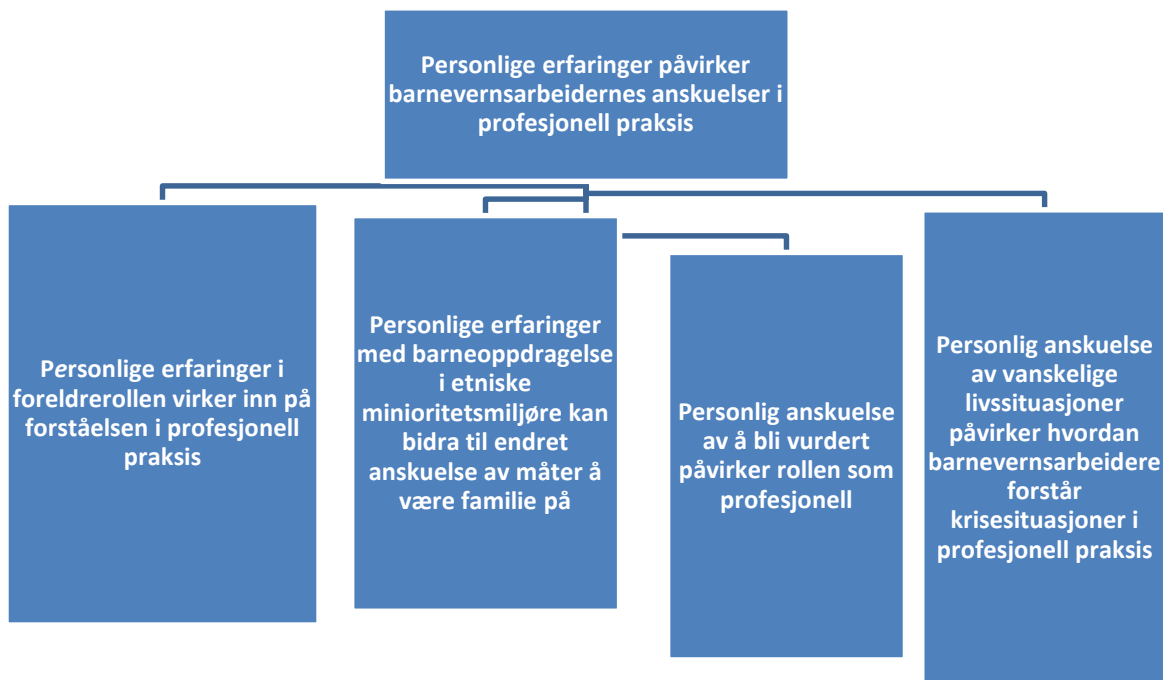 Personlige erfaringer påvirker
barnevernsarbeidernes anskuelser i
profesjonell praksis
Personlige erfaringer i
foreldrerollen virker inn på
forståelsen i profesjonell
praksis
Personlige erfaringer
med barneoppdragelse
i etniske
minioritetsmiljøre kan
bidra til endret
anskuelse av måter å
være familie på
Personlig anskuelse
av å bli vurdert
påvirker rollen som
profesjonell
Personlig anskuelse
av vanskelige
livssituasjoner
påvirker hvordan
barnevernsarbeidere
forstår
krisesituasjoner i
profesjonell praksis